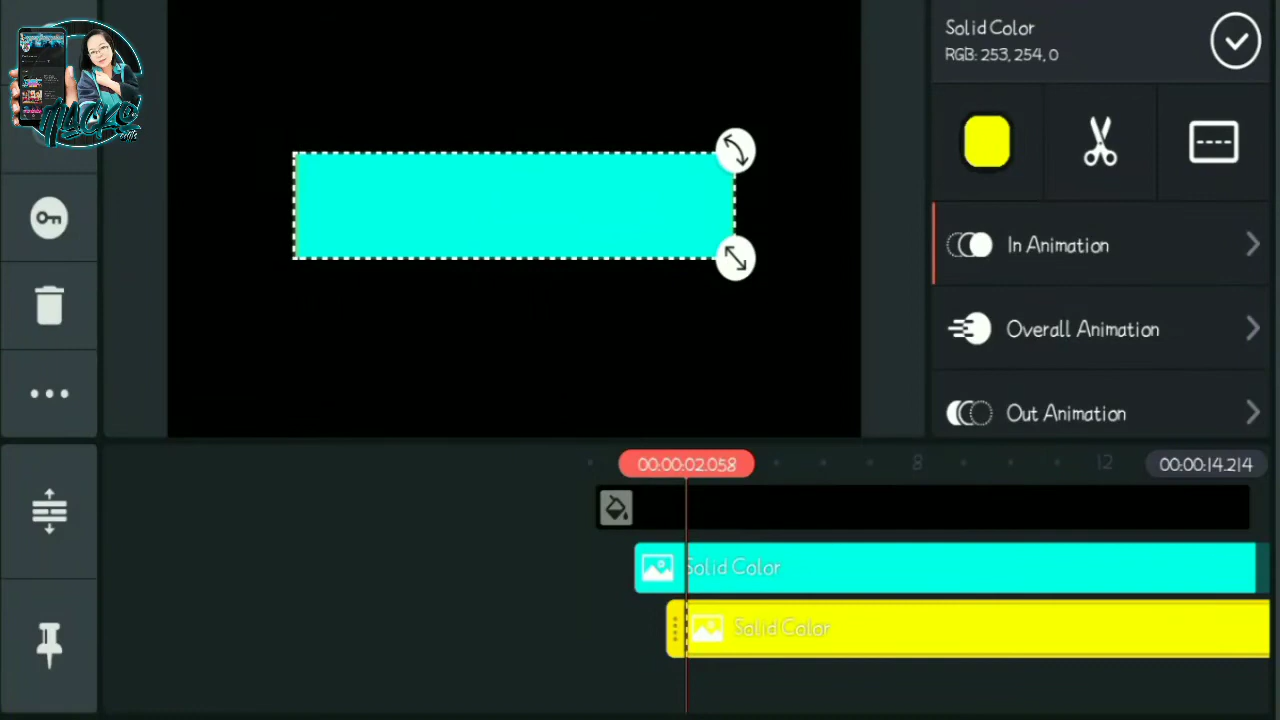 Solid Color
RGB: 253, 254, 0
In Animation
Overall Animation
Out Animation
00:00:02.058
8
12
00:00:14.214
Solid Color
Solid Color